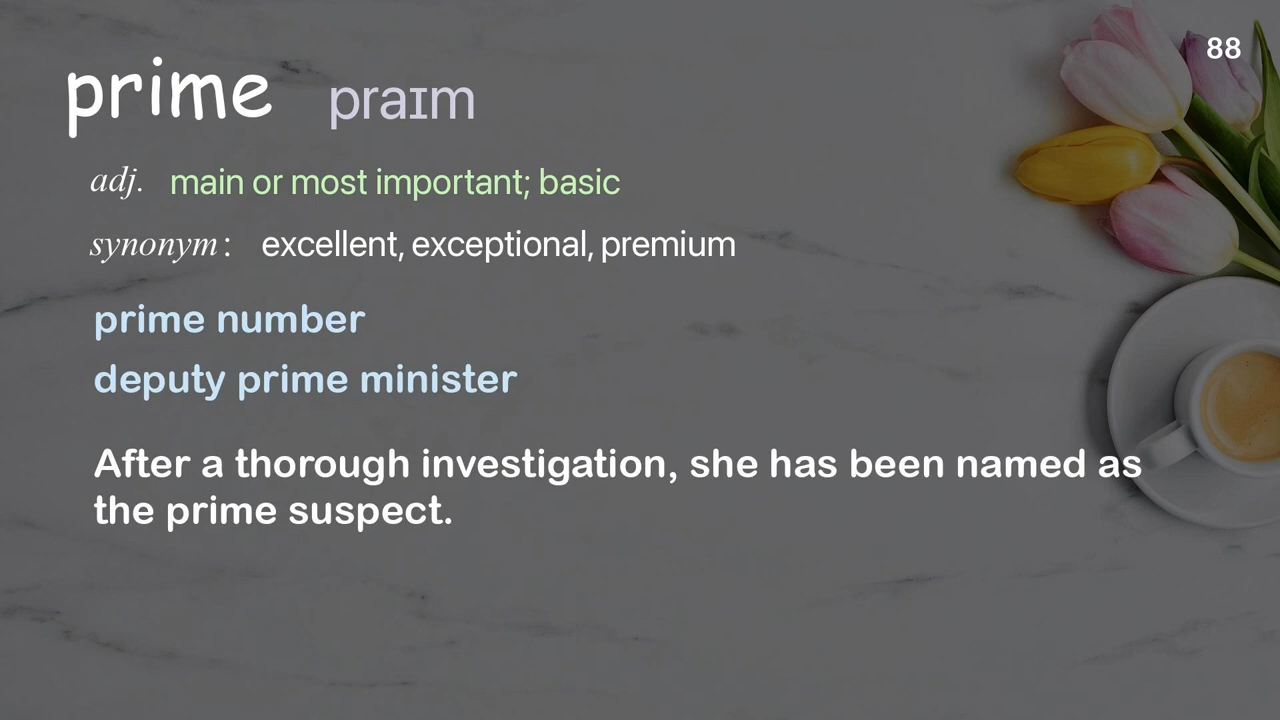 88
prime praɪm
adj. main or most important; basic
synonym: excellent, exceptional, premium
prime number
deputy prime minister
After a thorough investigation, she has been named as
the prime suspect.